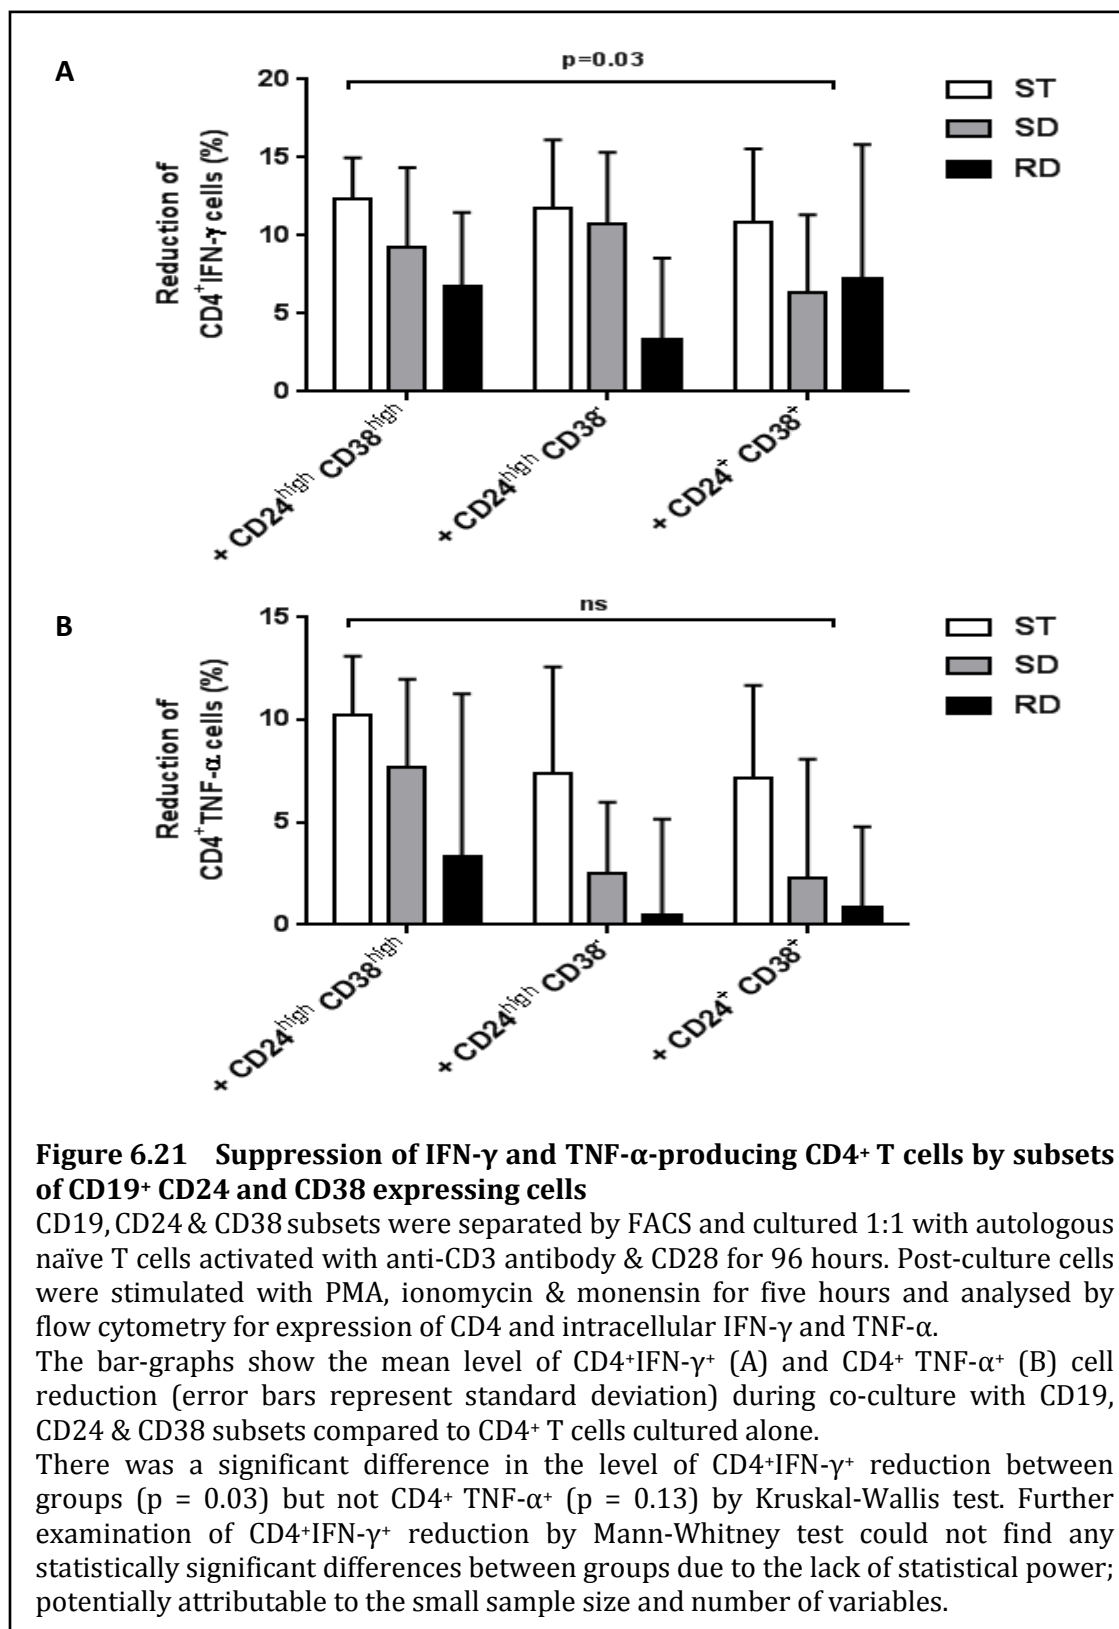 A
p=0.03
20
15
10
5
0
Reduction of
CD4⁺IFN-γ cells (%)
ST
SD
RD
+ CD24ʰⁱᵍʰ CD38ʰⁱᵍʰ
+ CD24ʰⁱᵍʰ CD38⁻
+ CD24⁺ CD38⁺
B
ns
15
10
5
0
Reduction of
CD4⁺TNF-α cells (%)
ST
SD
RD
+ CD24ʰⁱᵍʰ CD38ʰⁱᵍʰ
+ CD24ʰⁱᵍʰ CD38⁻
+ CD24⁺ CD38⁺
Figure 6.21 Suppression of IFN-γ and TNF-α-producing CD4⁺ T cells by subsets
of CD19⁺ CD24 and CD38 expressing cells
CD19, CD24 & CD38 subsets were separated by FACS and cultured 1:1 with autologous
naïve T cells activated with anti-CD3 antibody & CD28 for 96 hours. Post-culture cells
were stimulated with PMA, ionomycin & monensin for five hours and analysed by
flow cytometry for expression of CD4 and intracellular IFN-γ and TNF-α.
The bar-graphs show the mean level of CD4⁺IFN-γ⁺ (A) and CD4⁺ TNF-α⁺ (B) cell
reduction (error bars represent standard deviation) during co-culture with CD19,
CD24 & CD38 subsets compared to CD4⁺ T cells cultured alone.
There was a significant difference in the level of CD4⁺IFN-γ⁺ reduction between
groups (p = 0.03) but not CD4⁺ TNF-α⁺ (p = 0.13) by Kruskal-Wallis test. Further
examination of CD4⁺IFN-γ⁺ reduction by Mann-Whitney test could not find any
statistically significant differences between groups due to the lack of statistical power;
potentially attributable to the small sample size and number of variables.